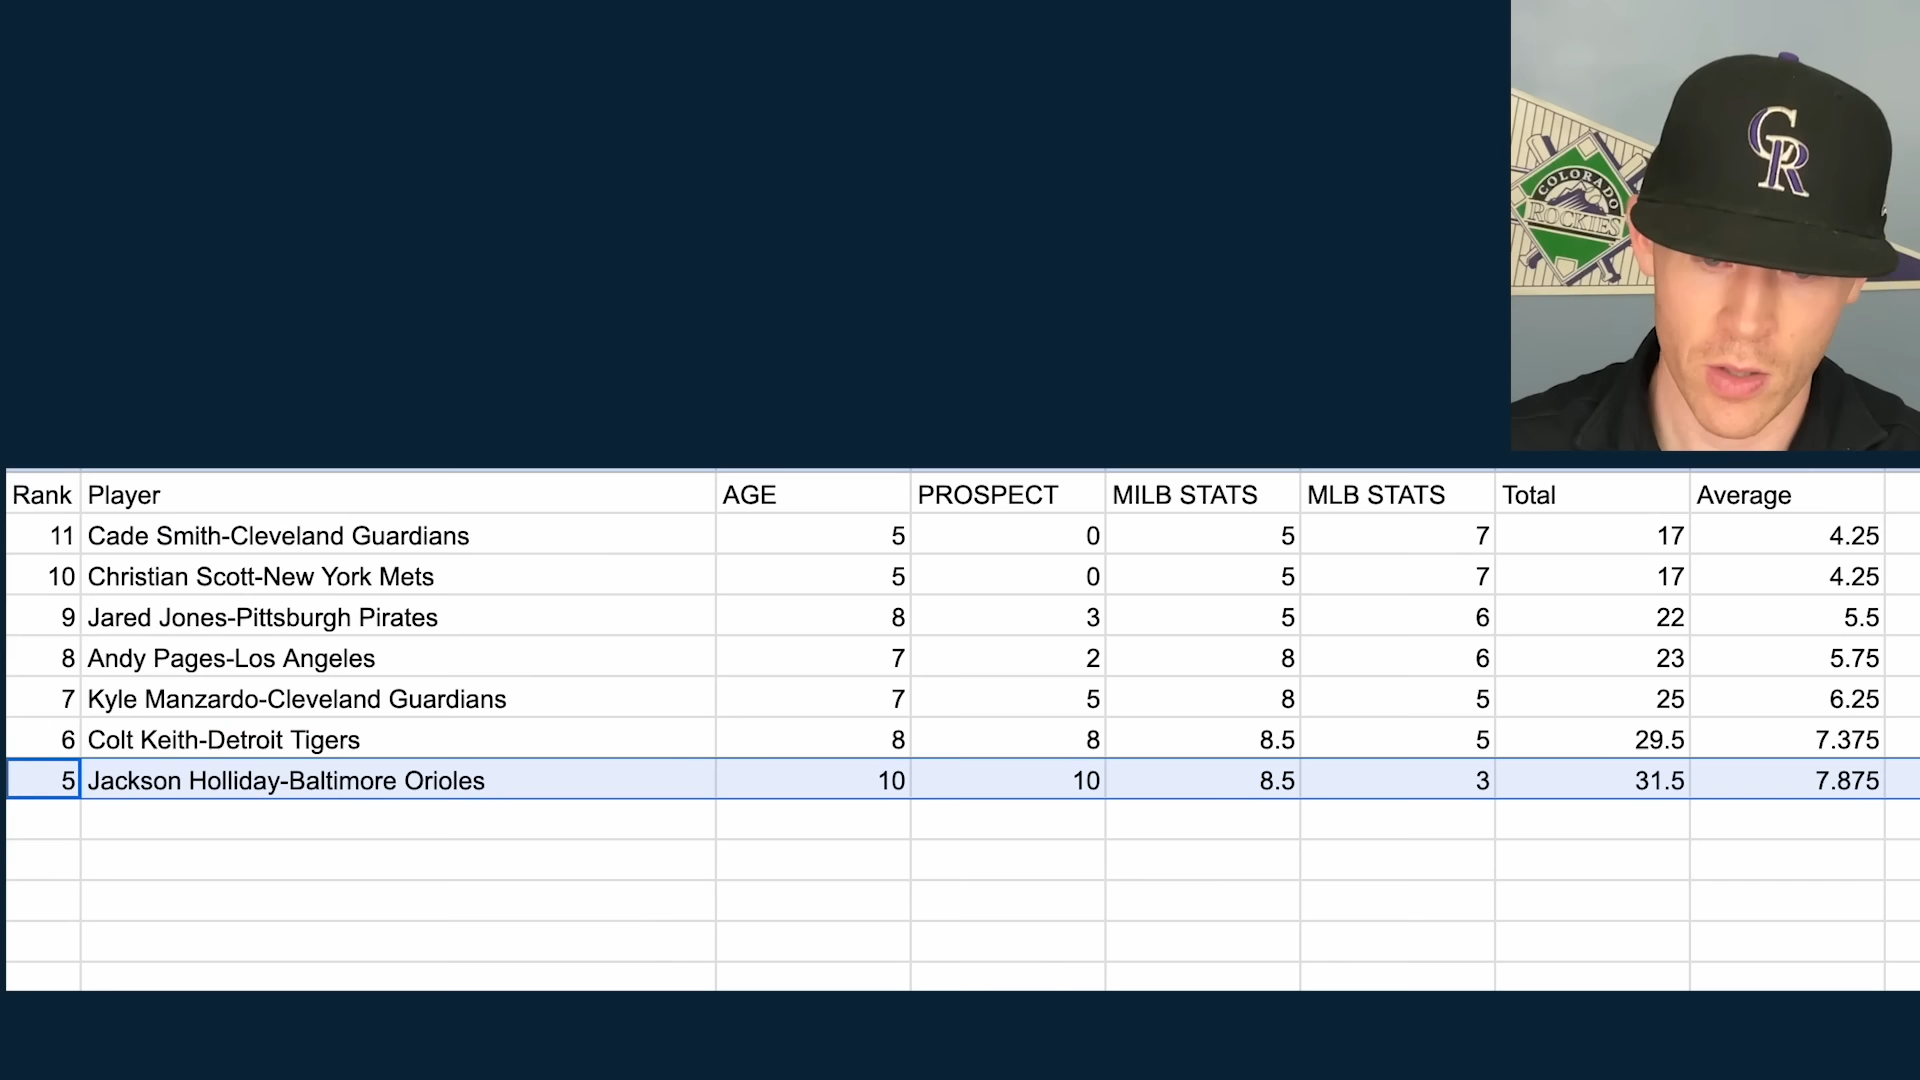 CR
COLORADO
ROCKIES
Rank Player AGE PROSPECT MILB STATS MLB STATS Total Average
11 Cade Smith-Cleveland Guardians 5 0 5 7 17 4.25
10 Christian Scott-New York Mets 5 0 5 7 17 4.25
9 Jared Jones-Pittsburgh Pirates 8 3 5 6 22 5.5
8 Andy Pages-Los Angeles 7 2 8 6 23 5.75
7 Kyle Manzardo-Cleveland Guardians 7 5 8 5 25 6.25
6 Colt Keith-Detroit Tigers 8 8 8.5 5 29.5 7.375
5 Jackson Holliday-Baltimore Orioles 10 10 8.5 3 31.5 7.875